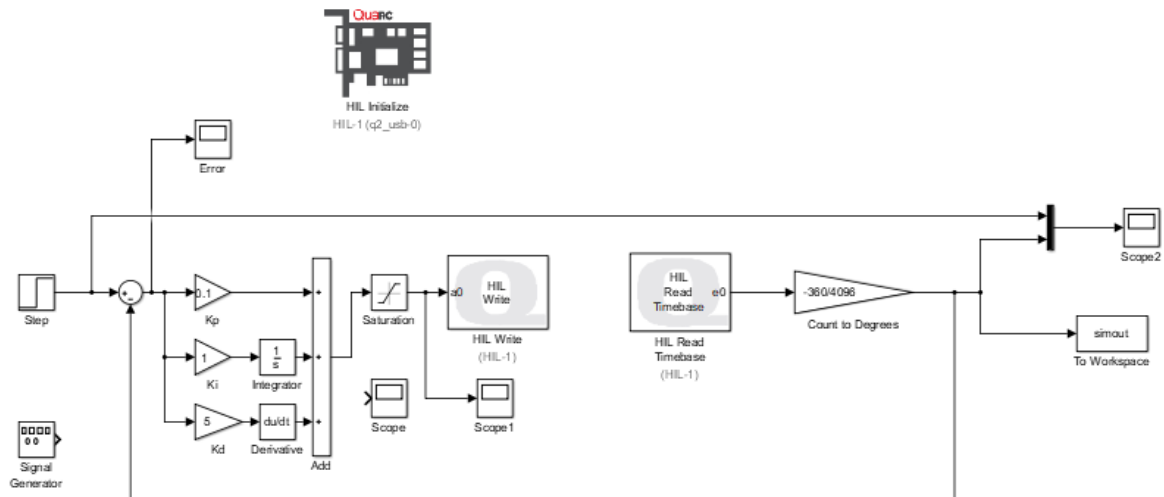 QUARC
HIL Initialize
HIL-1 (q2_usb-0)
Error
Scope2
Step
+
-
0.1
Kp
1
Ki
1
s
Integrator
5
Kd
du/dt
Derivative
+
+
+
Add
Saturation
a0
HIL
Write
HIL Write
(HIL-1)
Scope
Scope1
HIL
Read
Timebase
e0
HIL Read
Timebase
(HIL-1)
-360/4096
Count to Degrees
simout
To Workspace
Signal
Generator